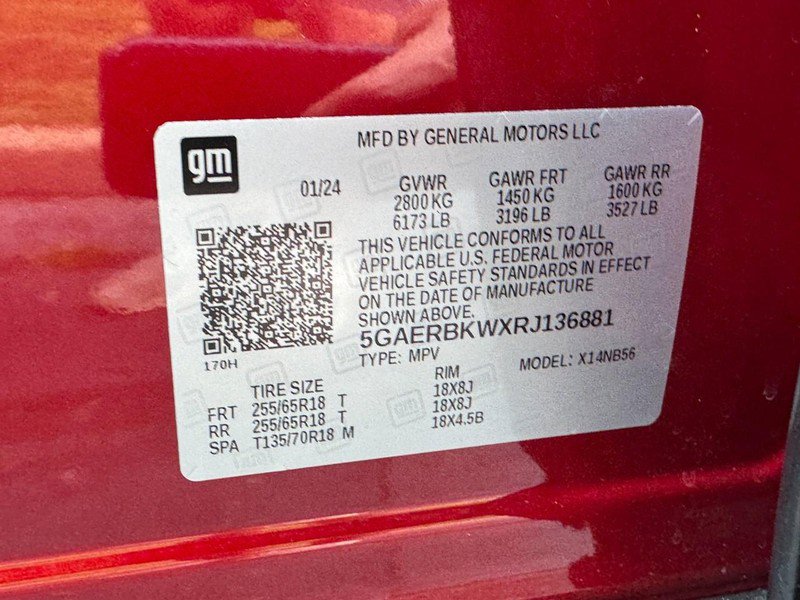 MFD BY GENERAL MOTORS LLC
gm
01/24
GVWR GAWR FRT GAWR RR
2800 KG 1450 KG 1600 KG
6173 LB 3196 LB 3527 LB
THIS VEHICLE CONFORMS TO ALL
APPLICABLE U.S. FEDERAL MOTOR
VEHICLE SAFETY STANDARDS IN EFFECT
ON THE DATE OF MANUFACTURE
SHOWN ABOVE.
5GAERBKWXRJ136881
170H
TYPE: MPV MODEL: X14NB56
TIRE SIZE RIM
FRT 255/65R18 T 18X8J
RR 255/65R18 T 18X8J
SPA T135/70R18 M 18X4.5B